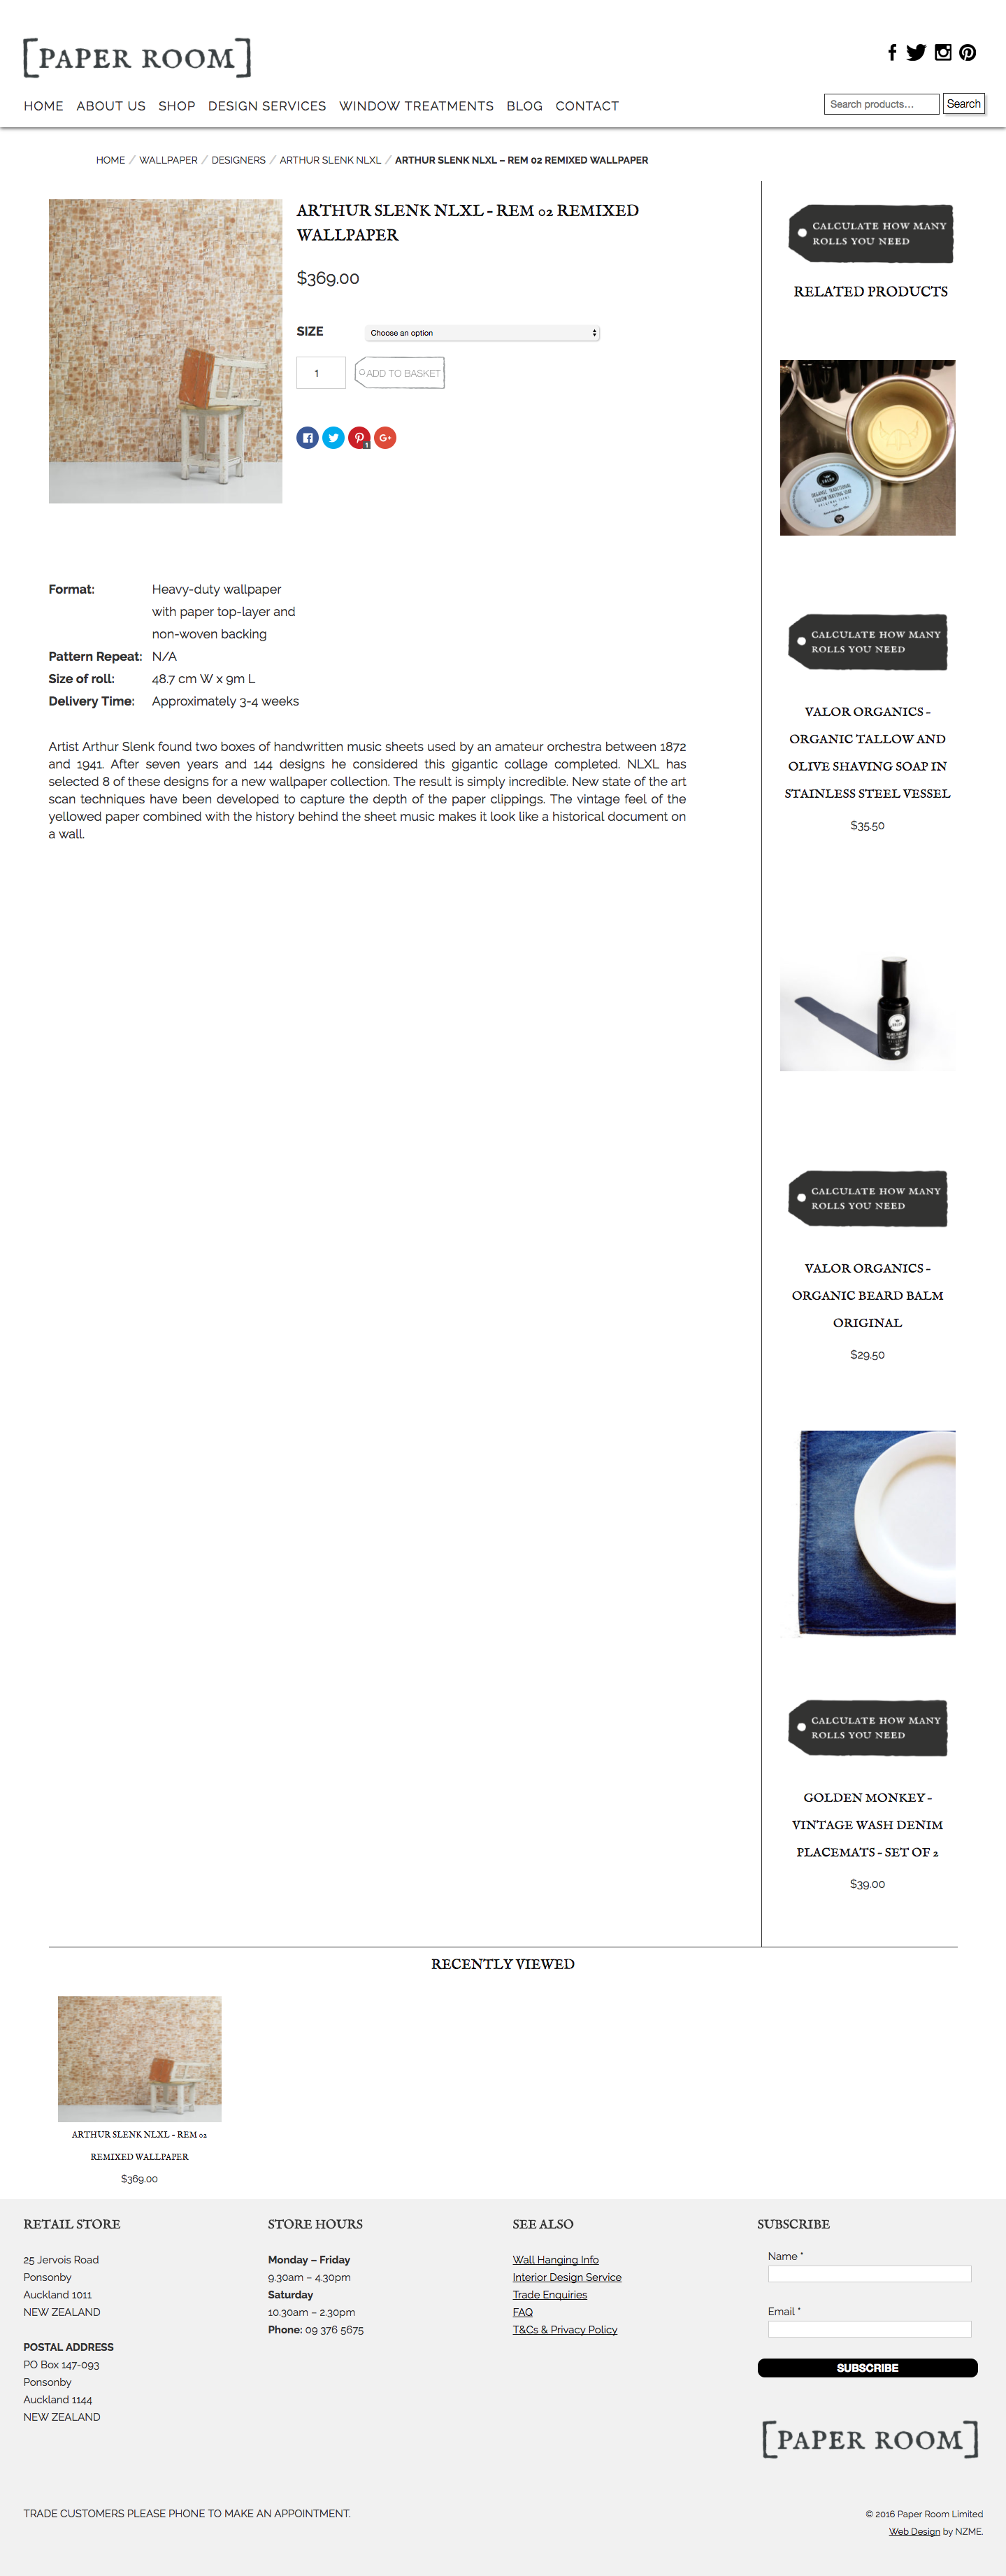 [PAPER ROOM]
HOME ABOUT US SHOP DESIGN SERVICES WINDOW TREATMENTS BLOG CONTACT
Search products... Search
HOME / WALLPAPER / DESIGNERS / ARTHUR SLENK NLXL / ARTHUR SLENK NLXL – REM 02 REMIXED WALLPAPER
ARTHUR SLENK NLXL – REM 02 REMIXED
WALLPAPER
$369.00
SIZE Choose an option
1 ADD TO BASKET
1
G+
Format: Heavy-duty wallpaper
with paper top-layer and
non-woven backing
Pattern Repeat: N/A
Size of roll: 48.7 cm W x 9m L
Delivery Time: Approximately 3-4 weeks
Artist Arthur Slenk found two boxes of handwritten music sheets used by an amateur orchestra between 1872
and 1941. After seven years and 144 designs he considered this gigantic collage completed. NLXL has
selected 8 of these designs for a new wallpaper collection. The result is simply incredible. New state of the art
scan techniques have been developed to capture the depth of the paper clippings. The vintage feel of the
yellowed paper combined with the history behind the sheet music makes it look like a historical document on
a wall.
CALCULATE HOW MANY
ROLLS YOU NEED
RELATED PRODUCTS
CALCULATE HOW MANY
ROLLS YOU NEED
VALOR ORGANICS –
ORGANIC TALLOW AND
OLIVE SHAVING SOAP IN
STAINLESS STEEL VESSEL
$35.50
CALCULATE HOW MANY
ROLLS YOU NEED
VALOR ORGANICS –
ORGANIC BEARD BALM
ORIGINAL
$29.50
CALCULATE HOW MANY
ROLLS YOU NEED
GOLDEN MONKEY –
VINTAGE WASH DENIM
PLACEMATS – SET OF 2
$39.00
RECENTLY VIEWED
ARTHUR SLENK NLXL – REM 02
REMIXED WALLPAPER
$369.00
RETAIL STORE
25 Jervois Road
Ponsonby
Auckland 1011
NEW ZEALAND
POSTAL ADDRESS
PO Box 147-093
Ponsonby
Auckland 1144
NEW ZEALAND
STORE HOURS
Monday – Friday
9.30am – 4.30pm
Saturday
10.30am – 2.30pm
Phone: 09 376 5675
SEE ALSO
Wall Hanging Info
Interior Design Service
Trade Enquiries
FAQ
T&Cs & Privacy Policy
SUBSCRIBE
Name *
Email *
SUBSCRIBE
[PAPER ROOM]
TRADE CUSTOMERS PLEASE PHONE TO MAKE AN APPOINTMENT.
© 2016 Paper Room Limited
Web Design by NZME.